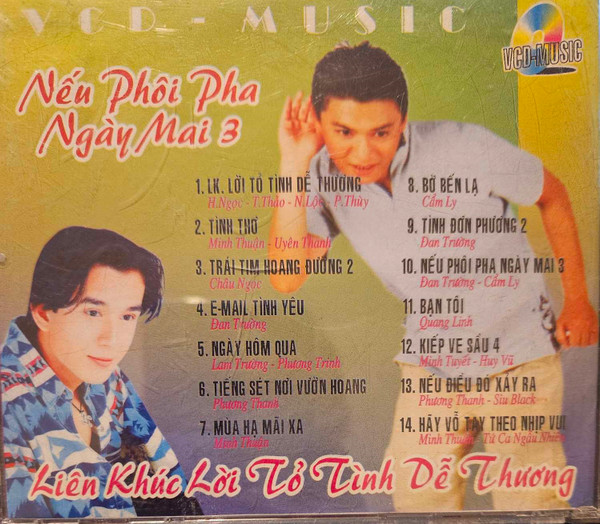 VCD - MUSIC
VCD-MUSIC
Nếu Phôi Pha
Ngày Mai 3
1. LK. LỜI TỎ TÌNH DỄ THƯƠNG
H.Ngọc - T.Thảo - N.Lộc - P.Thùy
2. TÌNH THƠ
Minh Thuận - Uyên Thanh
3. TRÁI TIM HOANG ĐƯỜNG 2
Châu Ngọc
4. E-MAIL TÌNH YÊU
Đan Trường
5. NGÀY HÔM QUA
Lam Trường - Phương Trinh
6. TIẾNG SÉT NƠI VƯỜN HOANG
Phương Thanh
7. MÙA HẠ MÃI XA
Minh Thuận
8. BỜ BẾN LẠ
Cẩm Ly
9. TÌNH ĐƠN PHƯƠNG 2
Đan Trường
10. NẾU PHÔI PHA NGÀY MAI 3
Đan Trường - Cẩm Ly
11. BẠN TÔI
Quang Linh
12. KIẾP VE SẦU 4
Minh Tuyết - Huy Vũ
13. NẾU ĐIỀU ĐÓ XẢY RA
Phương Thanh - Siu Black
14. HÃY VỖ TAY THEO NHỊP VUI
Minh Thuận - Tứ Ca Ngẫu Nhiên
Liên Khúc Lời Tỏ Tình Dễ Thương